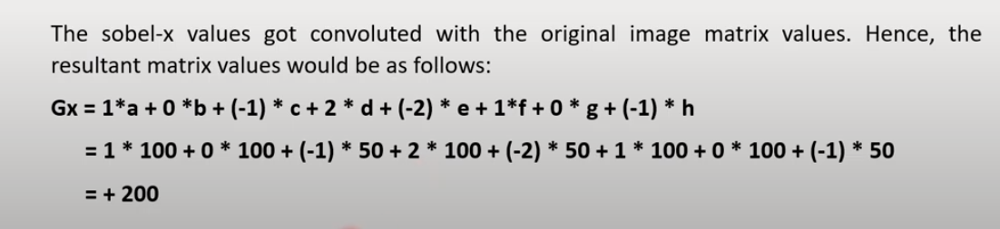 The sobel-x values got convoluted with the original image matrix values. Hence, the
resultant matrix values would be as follows:
Gx = 1*a + 0 *b + (-1) * c + 2 * d + (-2) * e + 1*f + 0 * g + (-1) * h
= 1 * 100 + 0 * 100 + (-1) * 50 + 2 * 100 + (-2) * 50 + 1 * 100 + 0 * 100 + (-1) * 50
= + 200